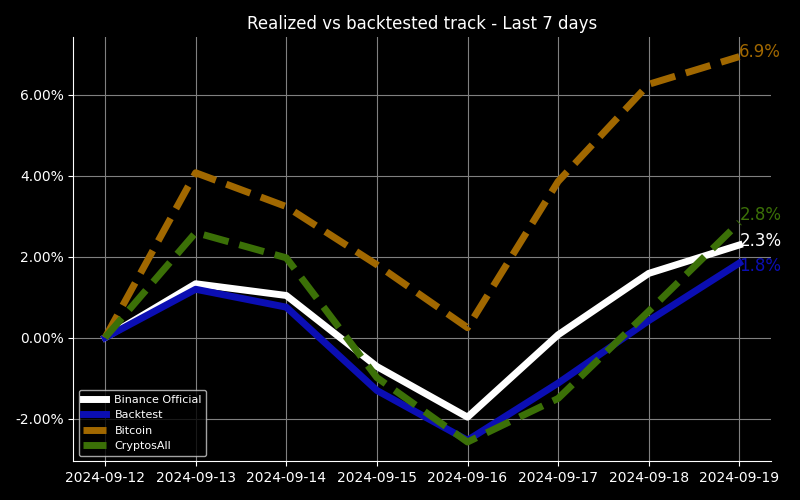 Realized vs backtested track - Last 7 days
6.00%
4.00%
2.00%
0.00%
-2.00%
6.9%
2.8%
2.3%
1.8%
Binance Official
Backtest
Bitcoin
CryptosAll
2024-09-12 2024-09-13 2024-09-14 2024-09-15 2024-09-16 2024-09-17 2024-09-18 2024-09-19